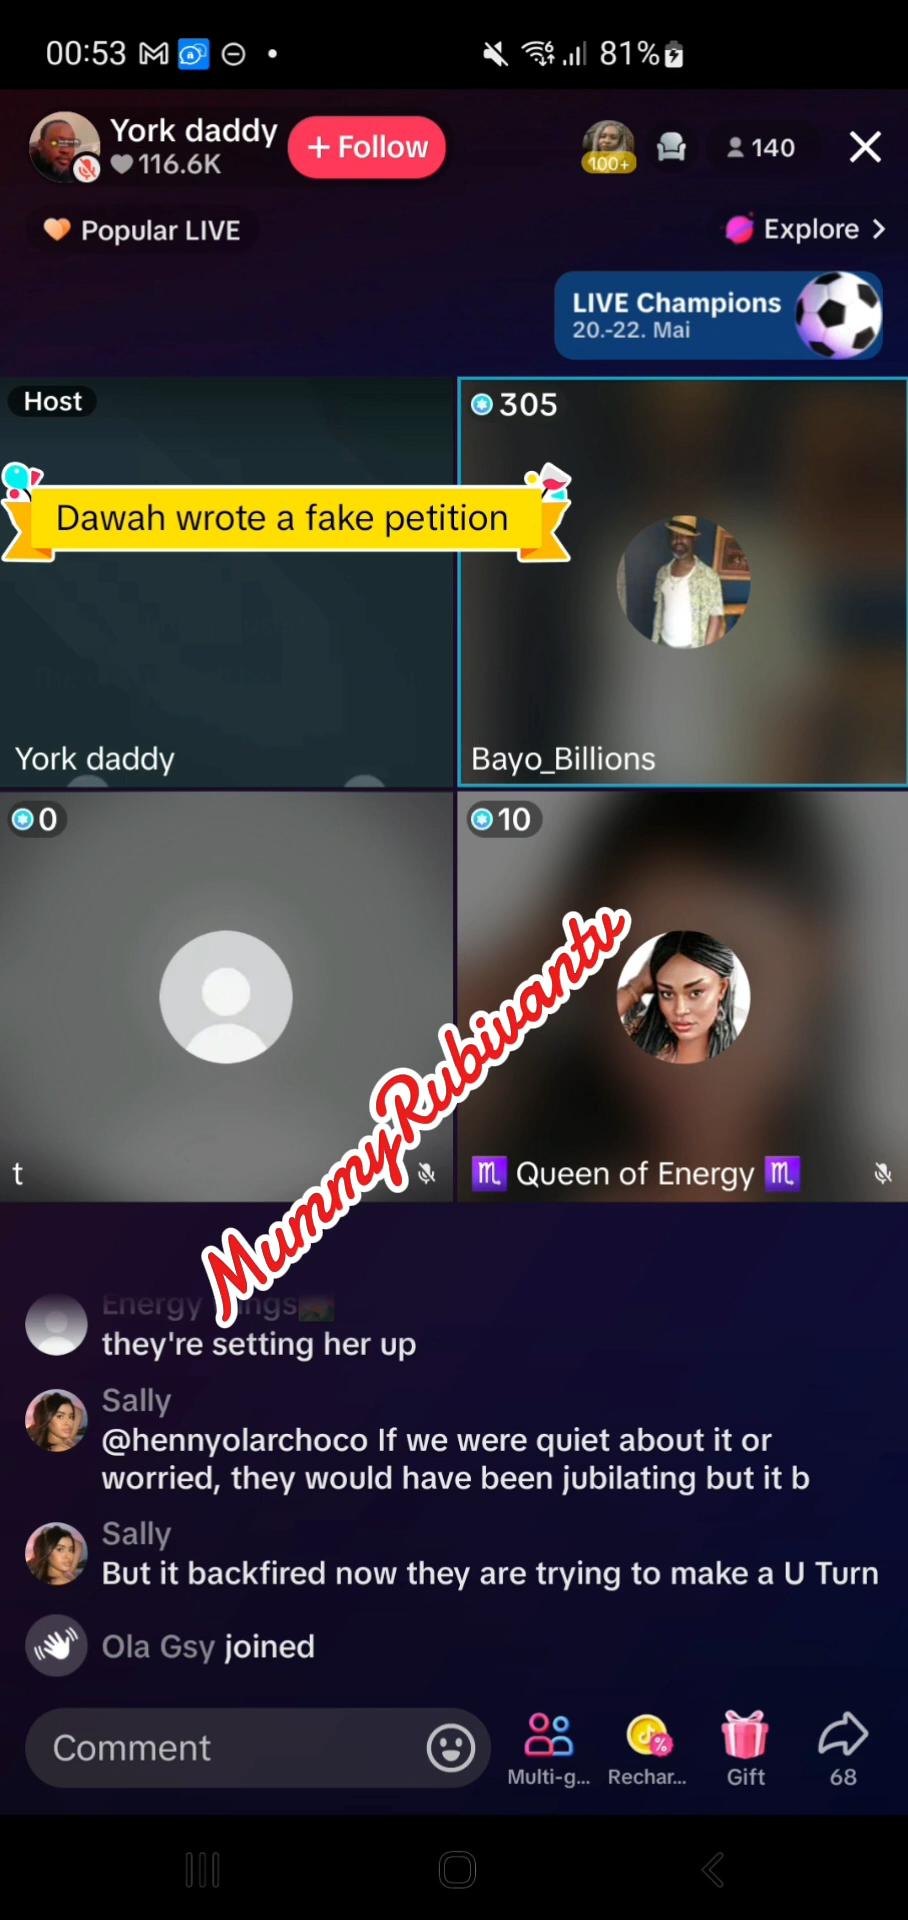 00:53
81%
York daddy
+ Follow
116.6K
100+
140
Popular LIVE
Explore >
LIVE Champions
20.-22. Mai
Host
305
Dawah wrote a fake petition
York daddy
Bayo_Billions
0
10
MummyRubivantv
t
♏ Queen of Energy ♏
Energy
they're setting her up
Sally
@hennyolarchoco If we were quiet about it or
worried, they would have been jubilating but it b
Sally
But it backfired now they are trying to make a U Turn
Ola Gsy joined
Comment
Multi-g...
Rechar...
Gift
68